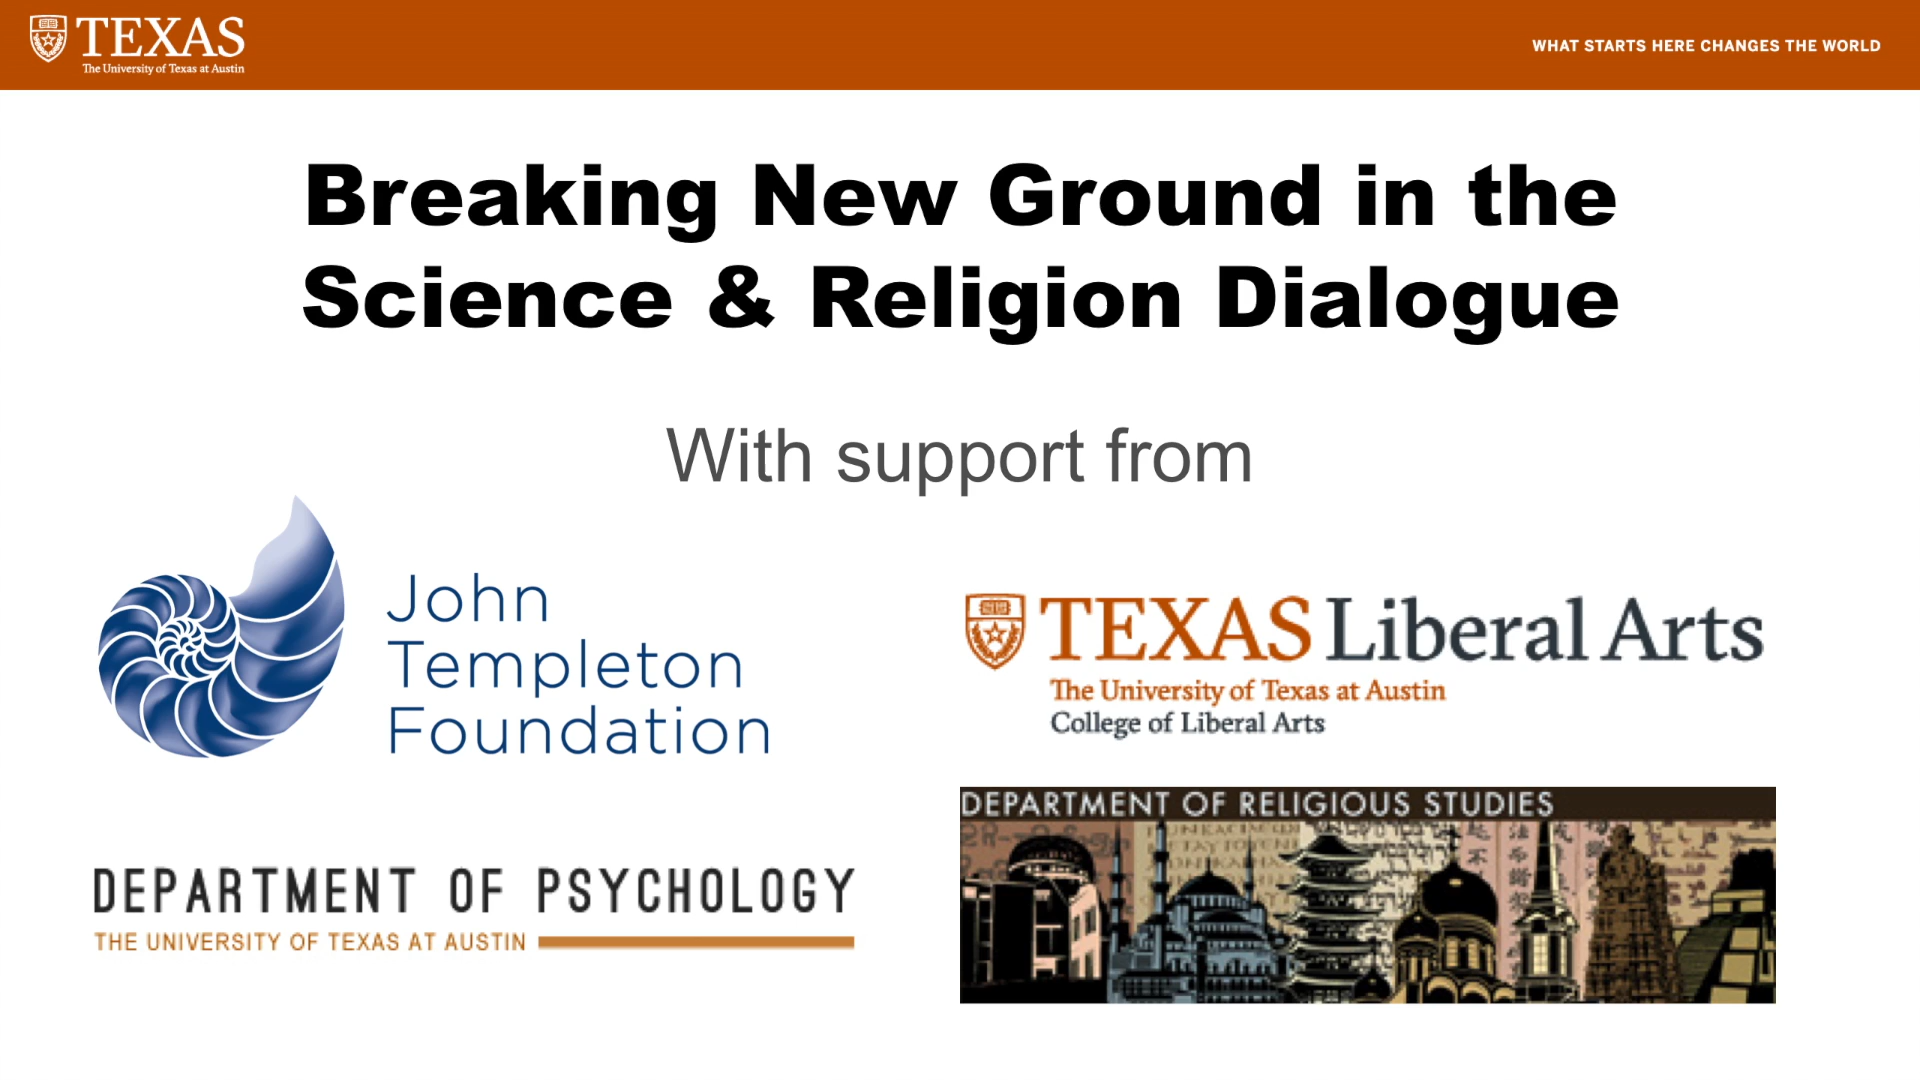 TEXAS
The University of Texas at Austin
WHAT STARTS HERE CHANGES THE WORLD
Breaking New Ground in the
Science & Religion Dialogue
With support from
John
Templeton
Foundation
TEXAS Liberal Arts
The University of Texas at Austin
College of Liberal Arts
DEPARTMENT OF PSYCHOLOGY
THE UNIVERSITY OF TEXAS AT AUSTIN
DEPARTMENT OF RELIGIOUS STUDIES